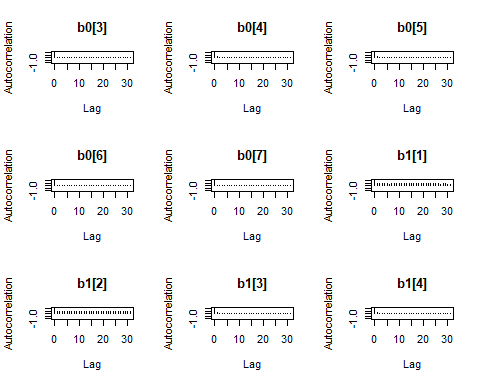 b0[3] b0[4] b0[5]
Autocorrelation Autocorrelation Autocorrelation
-1.0 -1.0 -1.0
0 10 20 30 0 10 20 30 0 10 20 30
Lag Lag Lag
b0[6] b0[7] b1[1]
Autocorrelation Autocorrelation Autocorrelation
-1.0 -1.0 -1.0
0 10 20 30 0 10 20 30 0 10 20 30
Lag Lag Lag
b1[2] b1[3] b1[4]
Autocorrelation Autocorrelation Autocorrelation
-1.0 -1.0 -1.0
0 10 20 30 0 10 20 30 0 10 20 30
Lag Lag Lag